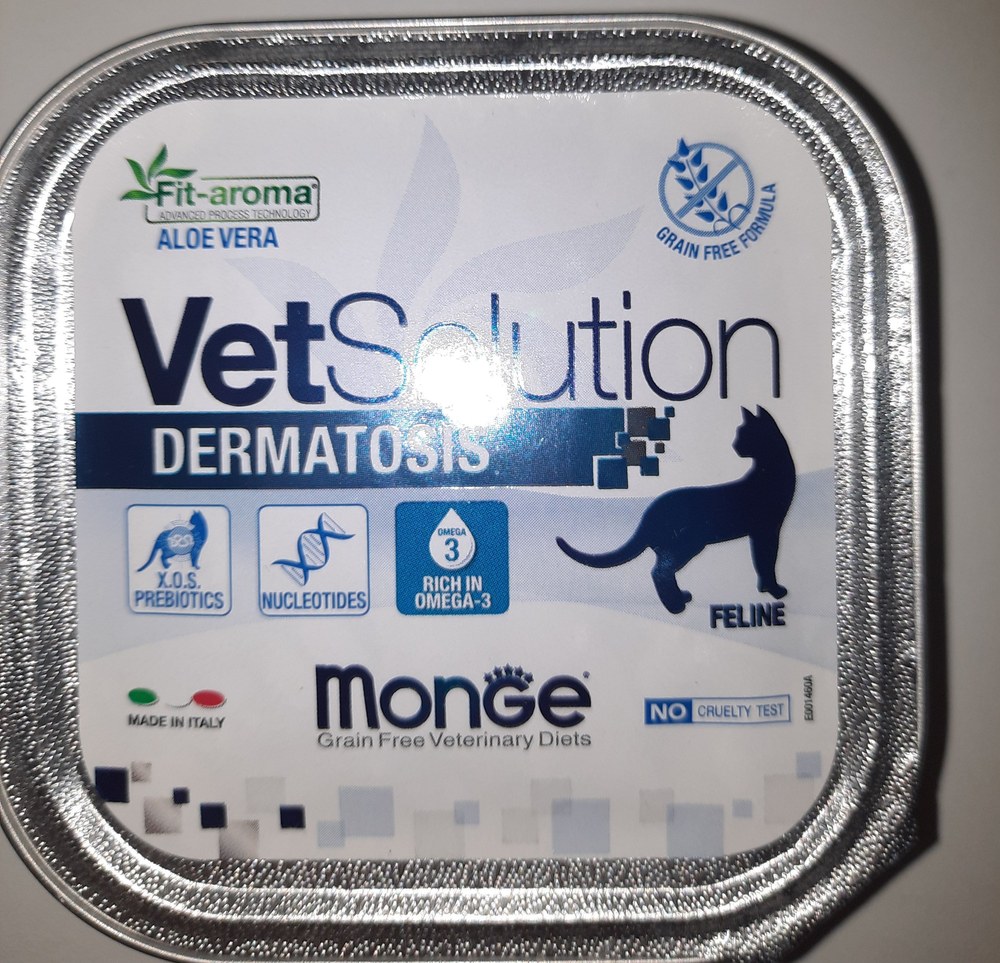 Fit-aroma®
ADVANCED PROCESS TECHNOLOGY
ALOE VERA
GRAIN FREE FORMULA
VetSolution
DERMATOSIS
X.O.S.
PREBIOTICS
NUCLEOTIDES
OMEGA
3
RICH IN
OMEGA-3
FELINE
MADE IN ITALY
MONGE®
Grain Free Veterinary Diets
NO CRUELTY TEST
E001460A